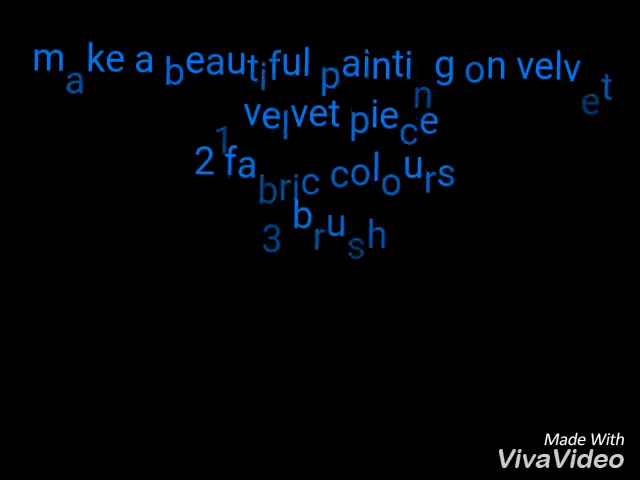 make a beautiful painting on velvet
1 velvet piece
2 fabric colours
3 brush
Made With
VivaVideo